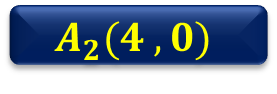 A₂(4 , 0)